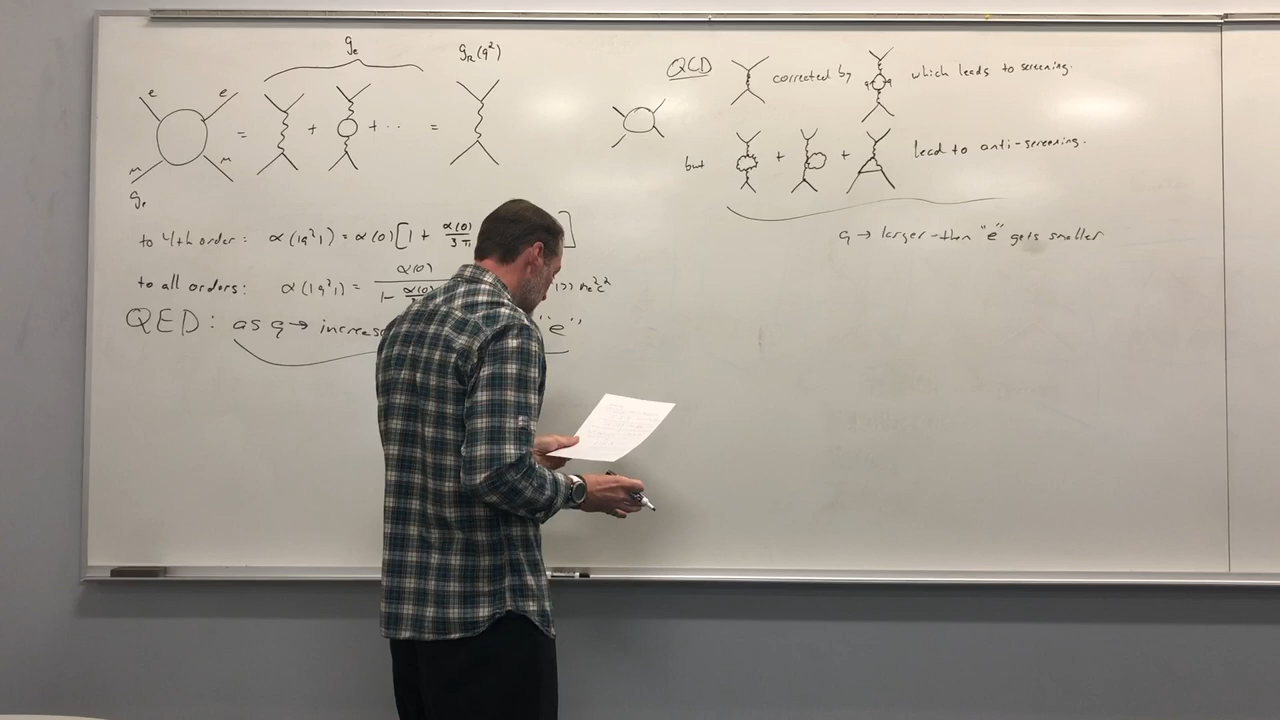 g_e
g_R(q²)
e e
= + + ·· =
μ μ
g_e
to 4th order: α(|q²|) = α(0)[1 + α(0)/3π ]
to all orders: α(|q²|) = α(0)/1 - α(0)
QED: as q → increas "e"
QCD corrected by which leads to screening.
but + + lead to anti-screening.
q → larger then "e" gets smaller